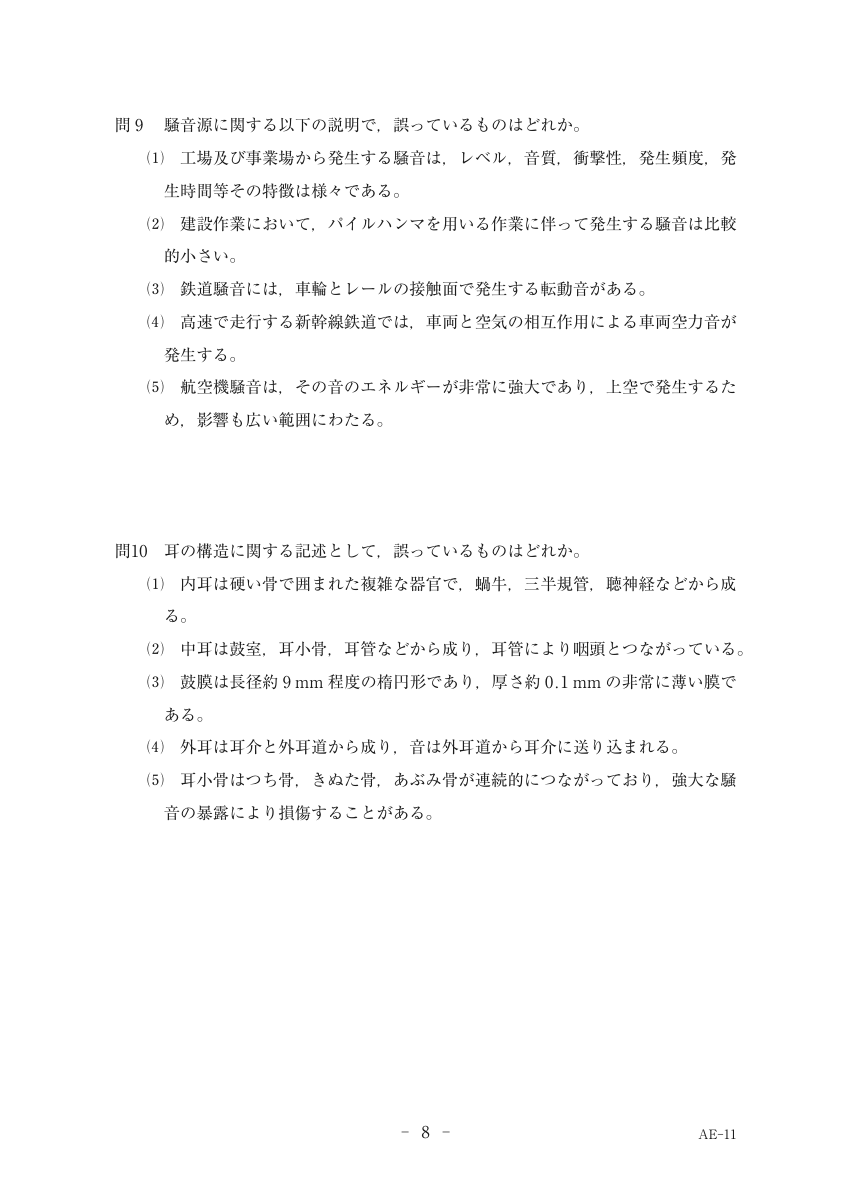 問9　騒音源に関する以下の説明で，誤っているものはどれか。
⑴　工場及び事業場から発生する騒音は，レベル，音質，衝撃性，発生頻度，発
生時間等その特徴は様々である。
⑵　建設作業において，パイルハンマを用いる作業に伴って発生する騒音は比較
的小さい。
⑶　鉄道騒音には，車輪とレールの接触面で発生する転動音がある。
⑷　高速で走行する新幹線鉄道では，車両と空気の相互作用による車両空力音が
発生する。
⑸　航空機騒音は，その音のエネルギーが非常に強大であり，上空で発生するた
め，影響も広い範囲にわたる。
問10　耳の構造に関する記述として，誤っているものはどれか。
⑴　内耳は硬い骨で囲まれた複雑な器官で，蝸牛，三半規管，聴神経などから成
る。
⑵　中耳は鼓室，耳小骨，耳管などから成り，耳管により咽頭とつながっている。
⑶　鼓膜は長径約 9 mm 程度の楕円形であり，厚さ約 0.1 mm の非常に薄い膜で
ある。
⑷　外耳は耳介と外耳道から成り，音は外耳道から耳介に送り込まれる。
⑸　耳小骨はつち骨，きぬた骨，あぶみ骨が連続的につながっており，強大な騒
音の暴露により損傷することがある。
－ 8 －
AE−11